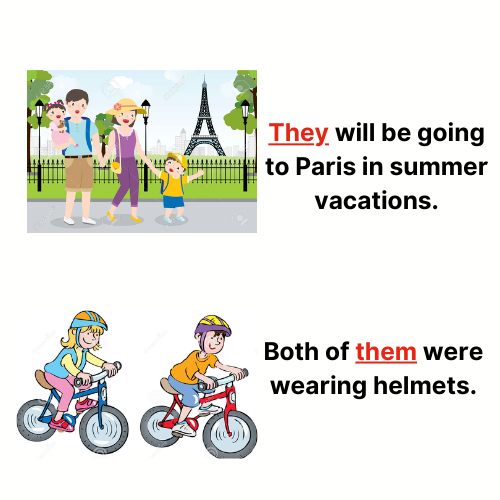 They will be going
to Paris in summer
vacations.
Both of them were
wearing helmets.